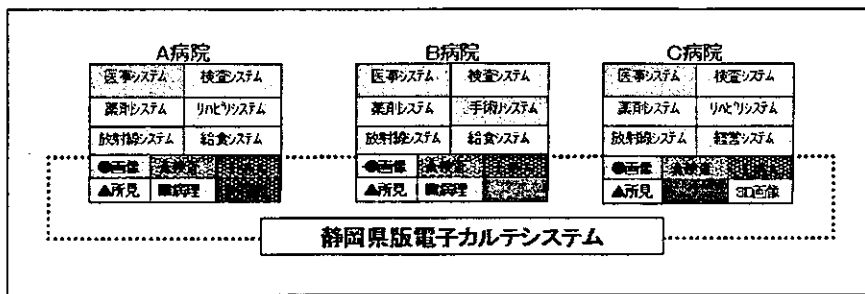 A病院 B病院 C病院
医事システム 検査システム 医事システム 検査システム 医事システム 検査システム
薬剤システム リハビリシステム 薬剤システム 手術システム 薬剤システム リハビリシステム
放射線システム 給食システム 放射線システム 給食システム 放射線システム 経営システム
●画像 ★検査 ●画像 ★検査 ●画像 ★検査
▲所見 ■病理 ▲所見 ■病理 ▲所見 3D画像
静岡県版電子カルテシステム